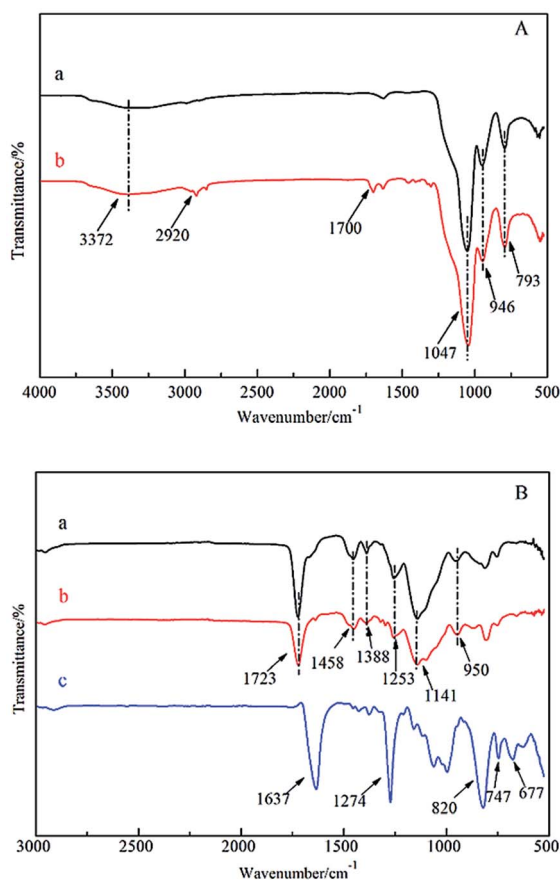 A
a
b
Transmittance/%
3372
2920
1700
1047
946
793
4000 3500 3000 2500 2000 1500 1000 500
Wavenumber/cm-1
B
a
b
c
Transmittance/%
1723
1458
1388
1253
1141
950
1637
1274
820
747
677
3000 2500 2000 1500 1000 500
Wavenumber/cm-1